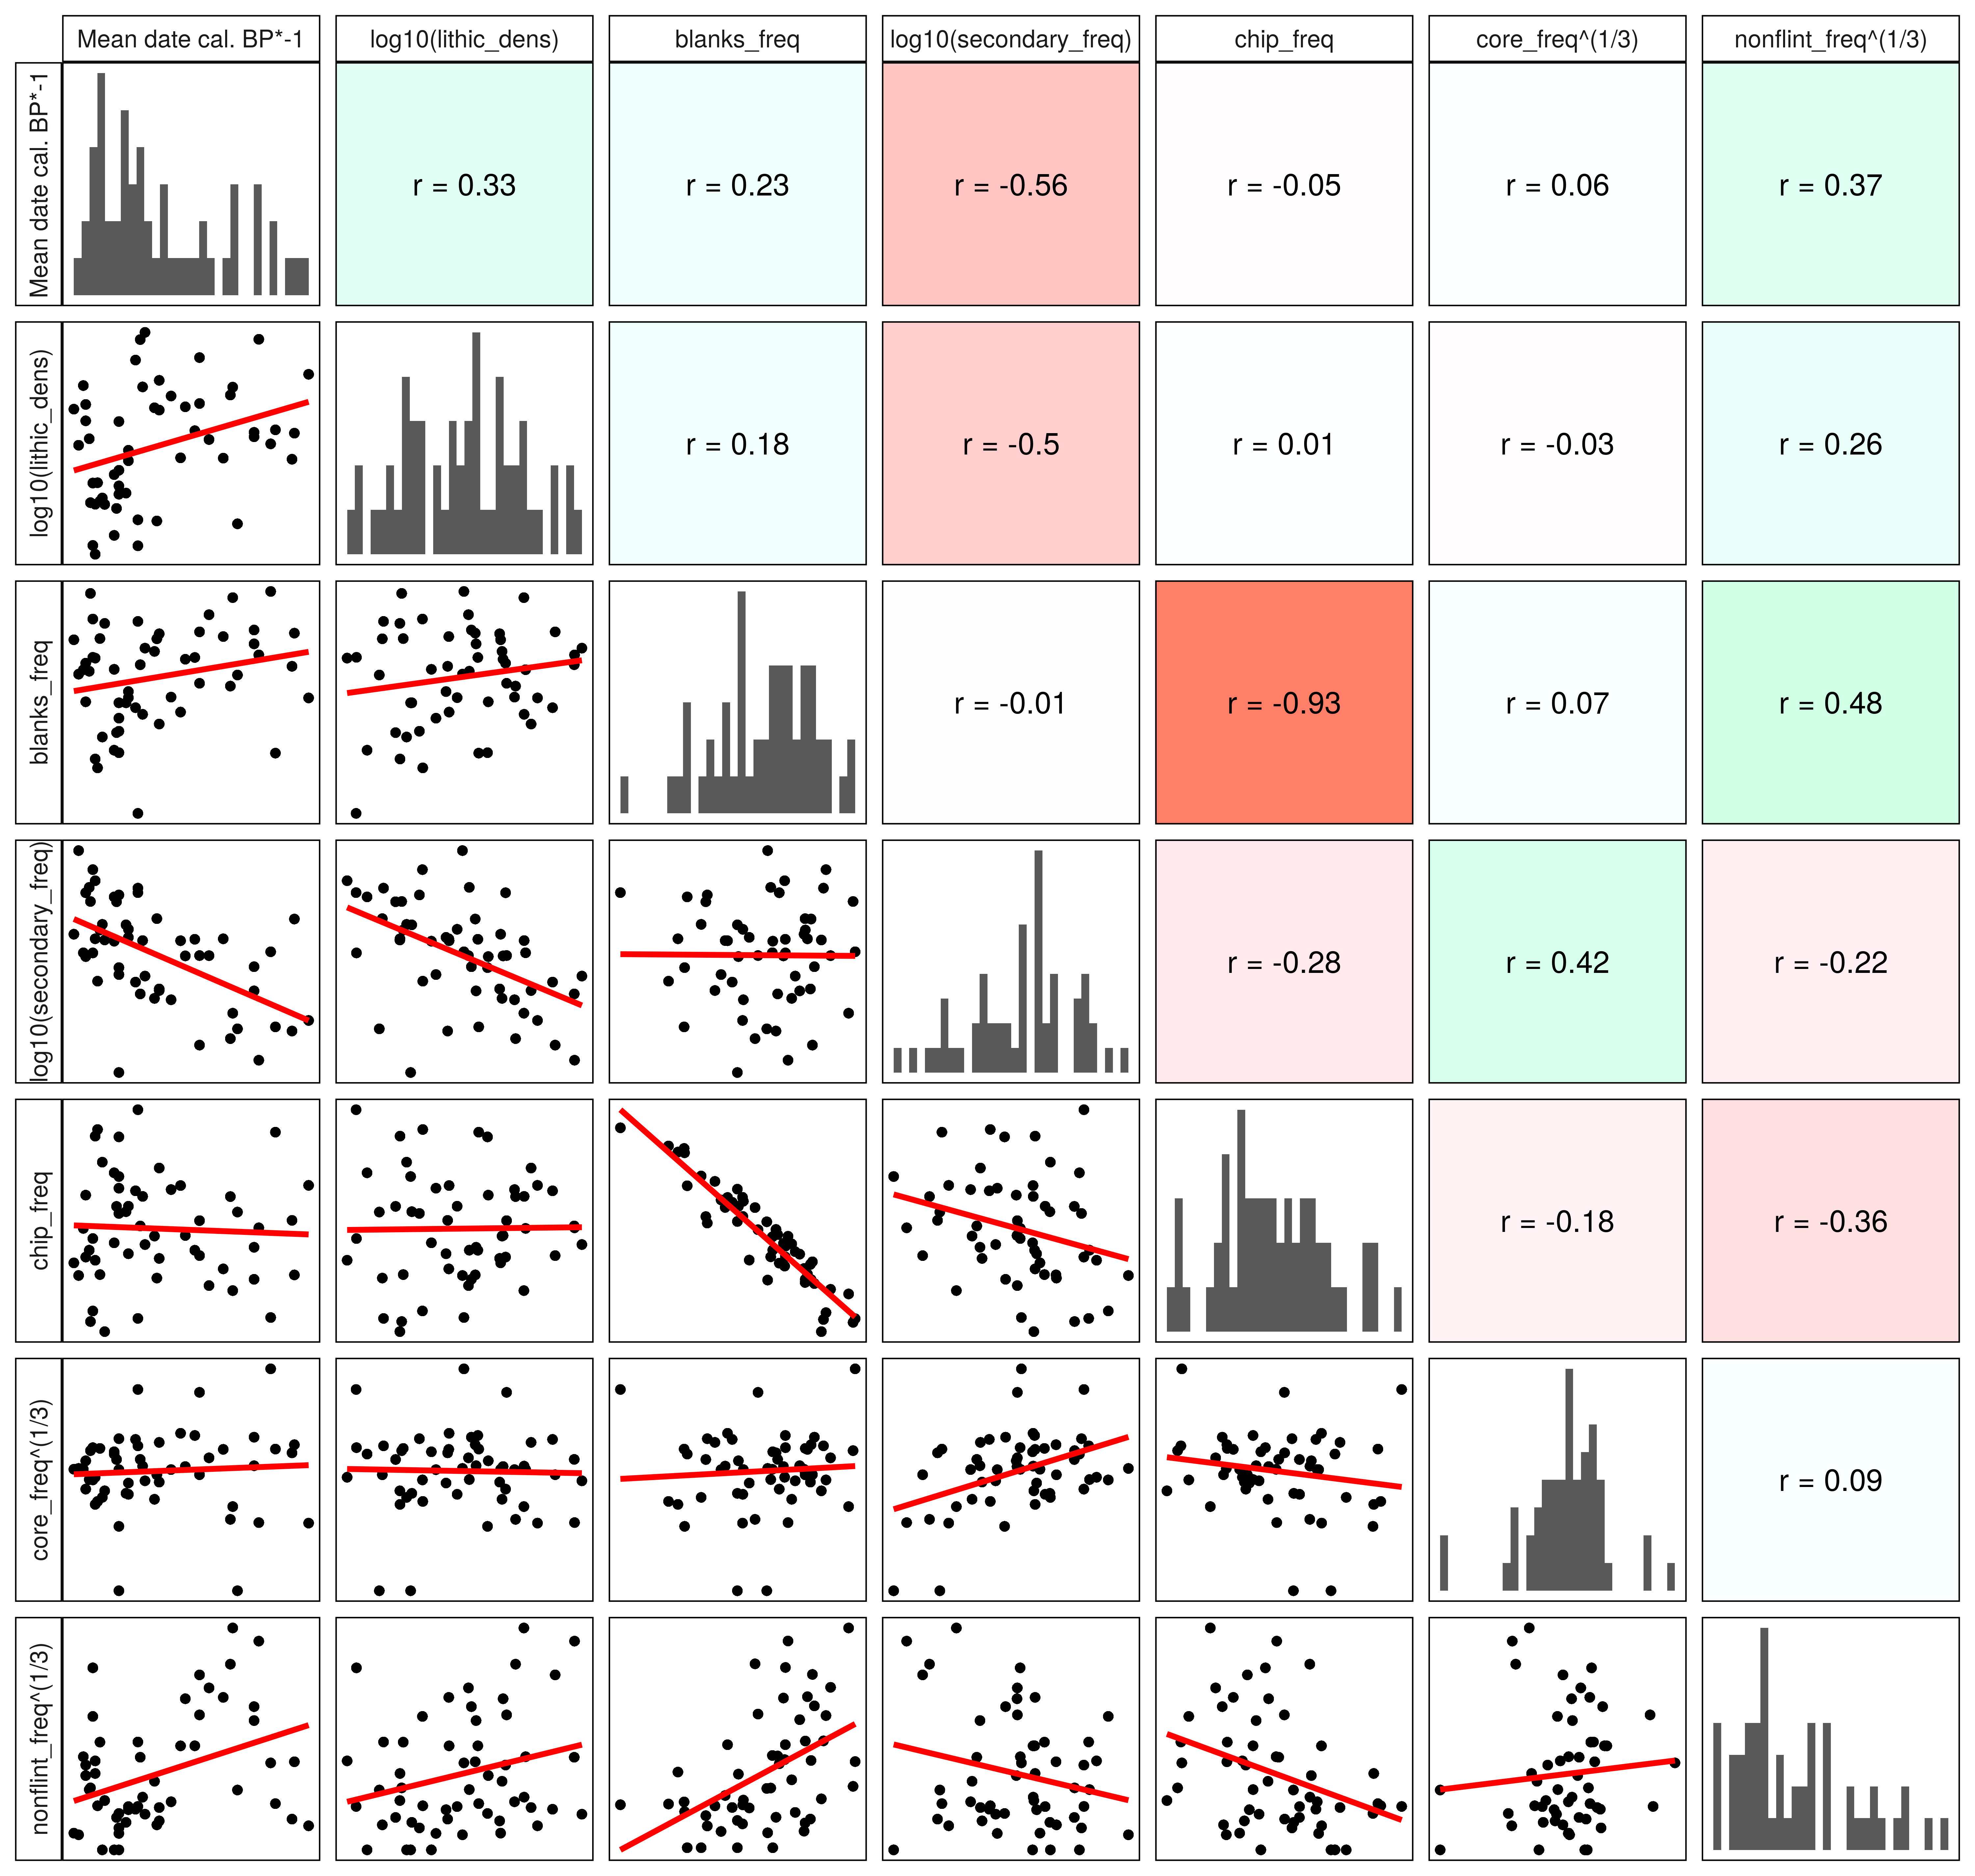 Mean date cal. BP*-1
log10(lithic_dens)
blanks_freq
log10(secondary_freq)
chip_freq
core_freq^(1/3)
nonflint_freq^(1/3)
Mean date cal. BP*-1
r = 0.33
r = 0.23
r = -0.56
r = -0.05
r = 0.06
r = 0.37
log10(lithic_dens)
r = 0.18
r = -0.5
r = 0.01
r = -0.03
r = 0.26
blanks_freq
r = -0.01
r = -0.93
r = 0.07
r = 0.48
log10(secondary_freq)
r = -0.28
r = 0.42
r = -0.22
chip_freq
r = -0.18
r = -0.36
core_freq^(1/3)
r = 0.09
nonflint_freq^(1/3)